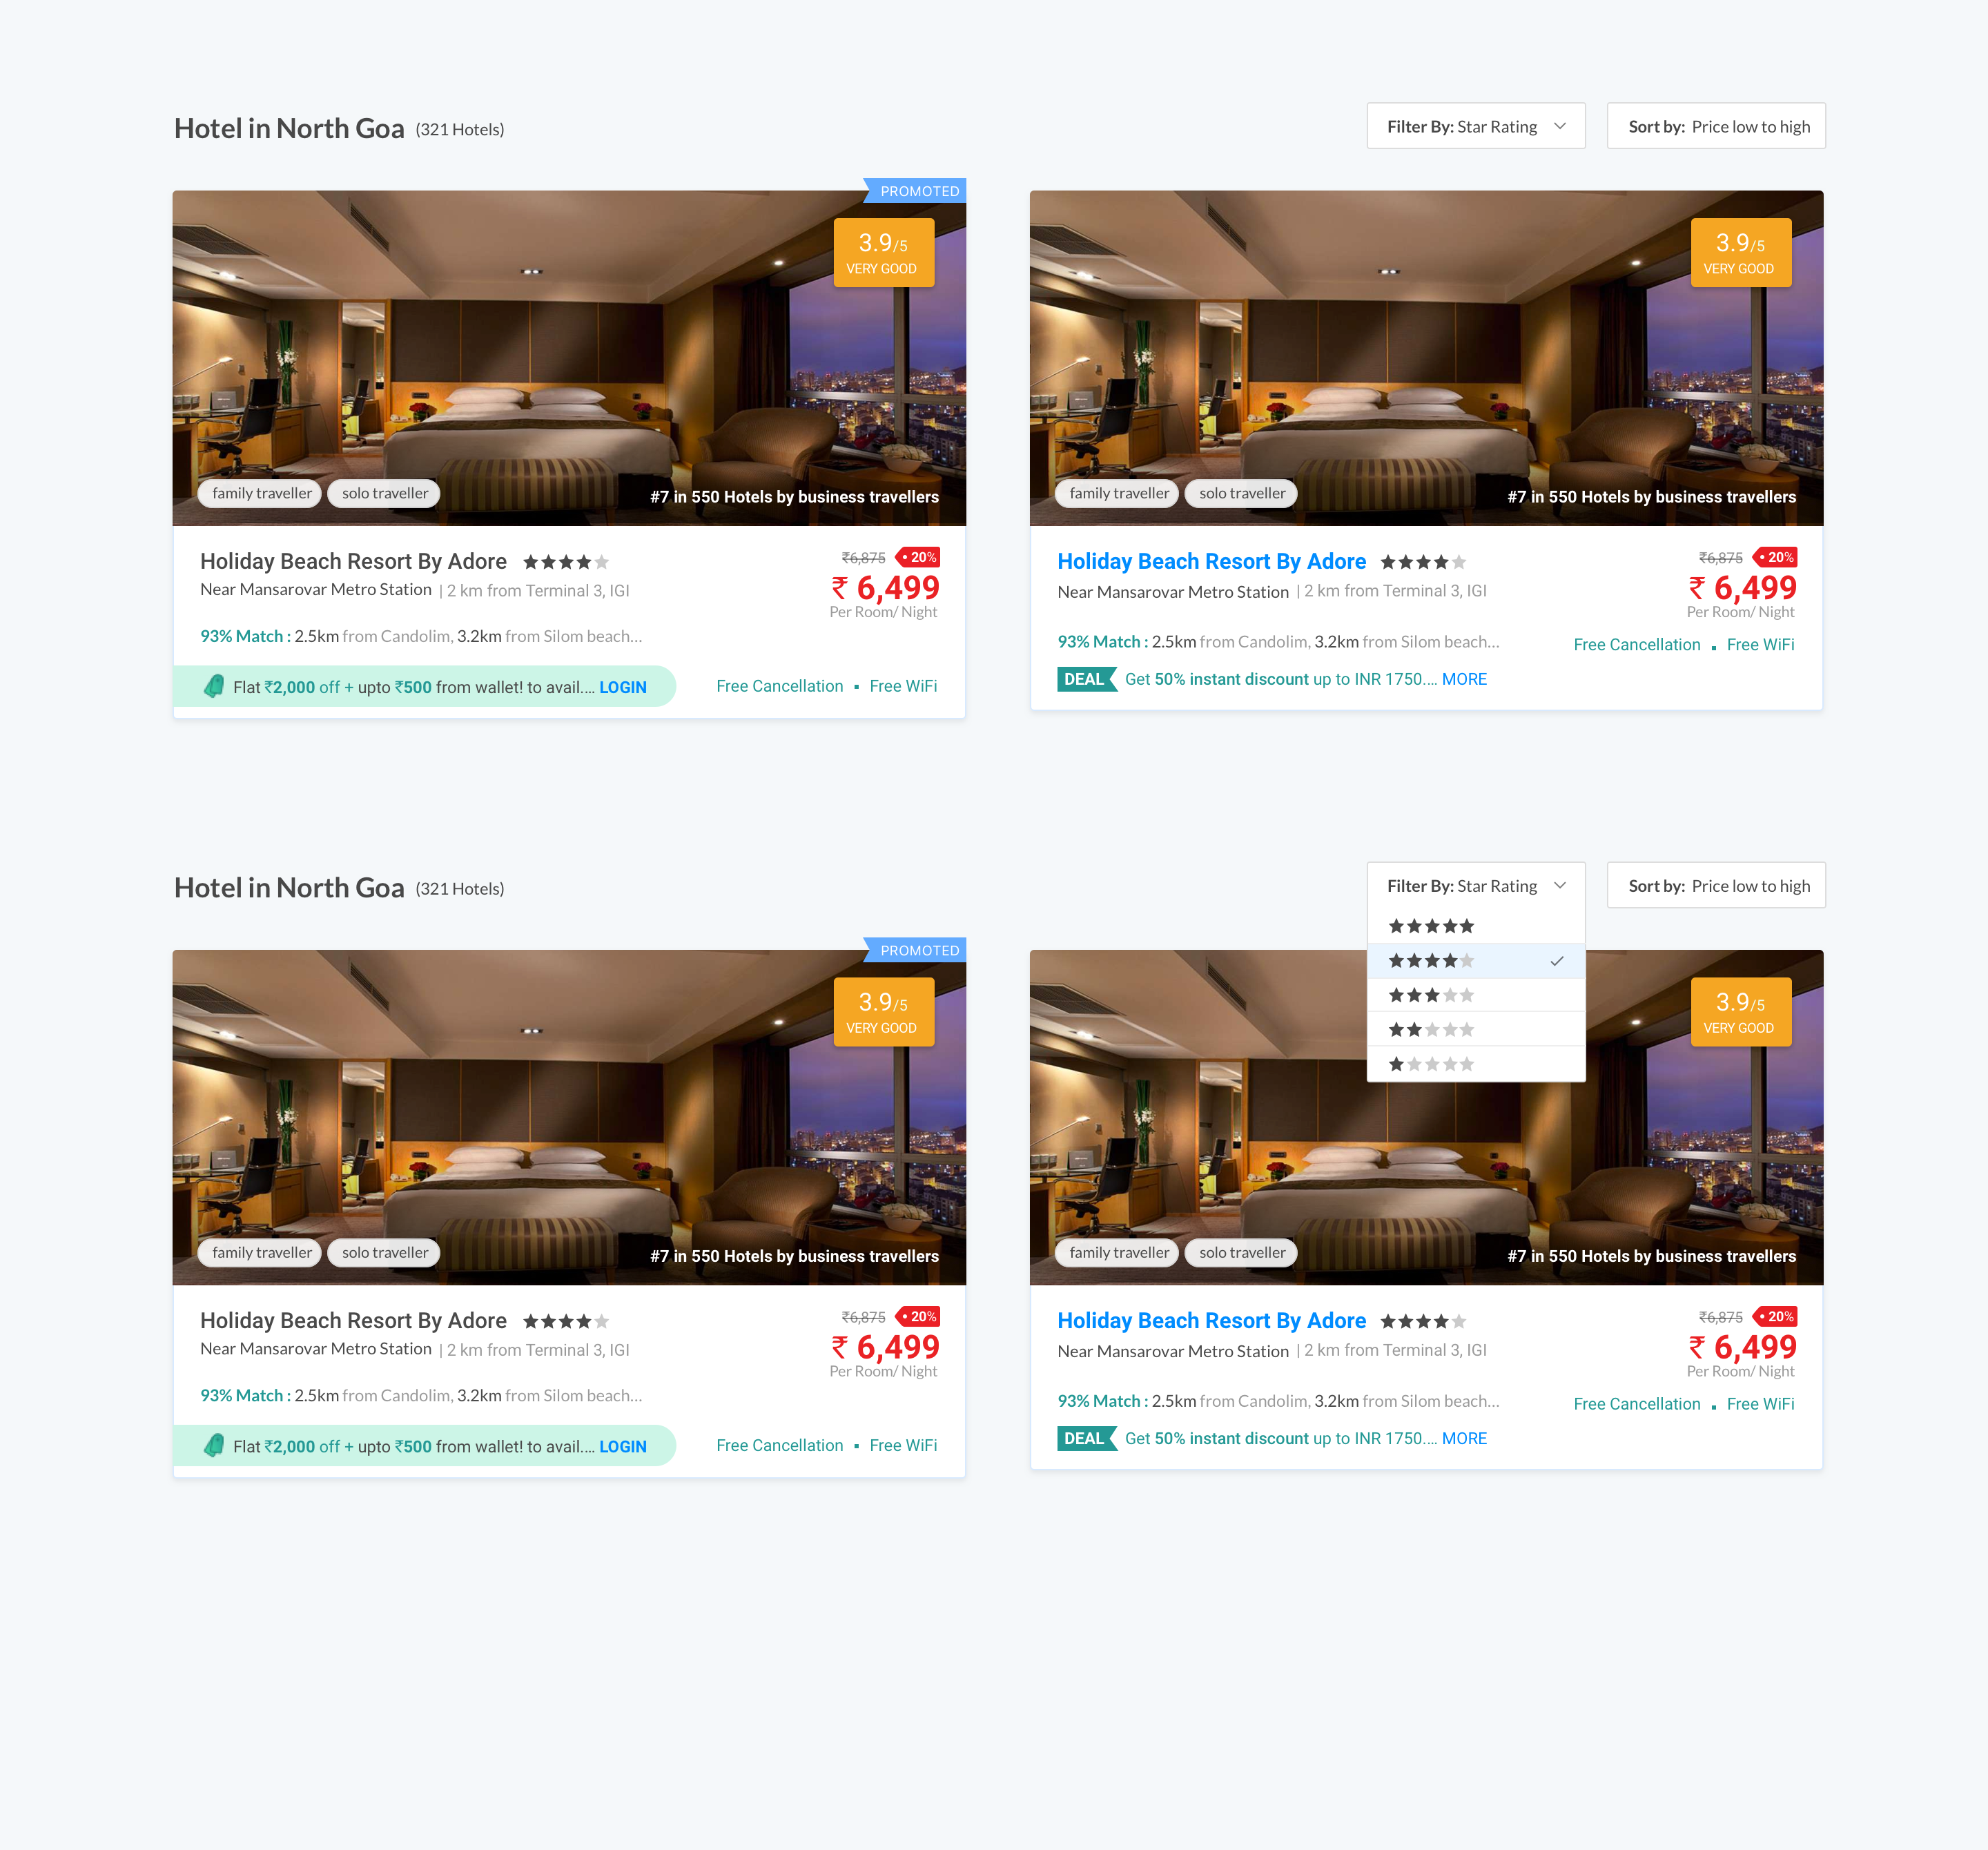 Hotel in North Goa (321 Hotels)
Filter By: Star Rating
Sort by: Price low to high
PROMOTED
3.9/5
VERY GOOD
family traveller
solo traveller
#7 in 550 Hotels by business travellers
Holiday Beach Resort By Adore
₹6,875
• 20%
₹ 6,499
Near Mansarovar Metro Station | 2 km from Terminal 3, IGI
Per Room/ Night
93% Match : 2.5km from Candolim, 3.2km from Silom beach...
Flat ₹2,000 off + upto ₹500 from wallet! to avail.... LOGIN
Free Cancellation ▪ Free WiFi
3.9/5
VERY GOOD
family traveller
solo traveller
#7 in 550 Hotels by business travellers
Holiday Beach Resort By Adore
₹6,875
• 20%
₹ 6,499
Near Mansarovar Metro Station | 2 km from Terminal 3, IGI
Per Room/ Night
93% Match : 2.5km from Candolim, 3.2km from Silom beach...
Free Cancellation ▪ Free WiFi
DEAL Get 50% instant discount up to INR 1750.... MORE
Hotel in North Goa (321 Hotels)
Filter By: Star Rating
Sort by: Price low to high
PROMOTED
3.9/5
VERY GOOD
family traveller
solo traveller
#7 in 550 Hotels by business travellers
Holiday Beach Resort By Adore
₹6,875
• 20%
₹ 6,499
Near Mansarovar Metro Station | 2 km from Terminal 3, IGI
Per Room/ Night
93% Match : 2.5km from Candolim, 3.2km from Silom beach...
Flat ₹2,000 off + upto ₹500 from wallet! to avail.... LOGIN
Free Cancellation ▪ Free WiFi
3.9/5
VERY GOOD
family traveller
solo traveller
#7 in 550 Hotels by business travellers
Holiday Beach Resort By Adore
₹6,875
• 20%
₹ 6,499
Near Mansarovar Metro Station | 2 km from Terminal 3, IGI
Per Room/ Night
93% Match : 2.5km from Candolim, 3.2km from Silom beach...
Free Cancellation ▪ Free WiFi
DEAL Get 50% instant discount up to INR 1750.... MORE